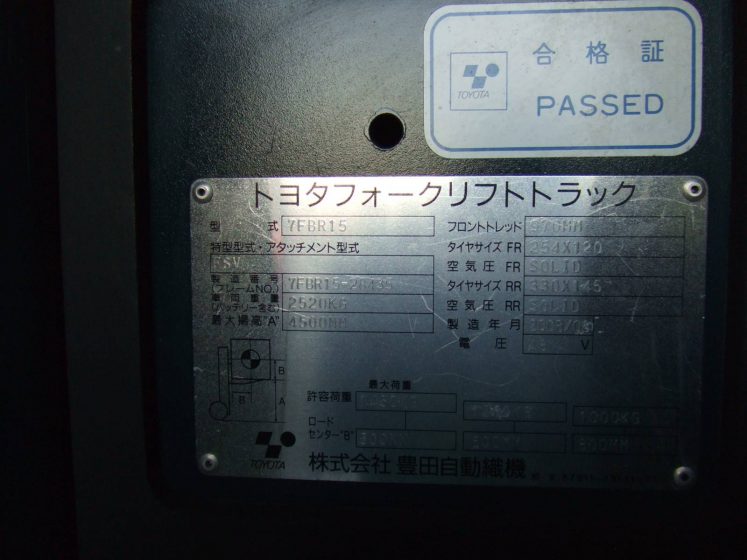 合格証
TOYOTA
PASSED
トヨタフォークリフトトラック
型 式 7FBR15
特型型式・アタッチメント型式
FSV
製造番号
(フレームNO.) 7FBR15-28435
車両重量
(バッテリー含む) 2520KG
最大揚高"A" 4500MM
フロントトレッド 970MM
タイヤサイズ FR 254X120
空気圧 FR SOLID
タイヤサイズ RR 330X145
空気圧 RR SOLID
製造年月
電圧 48 V
B
B
A
最大荷重
許容荷重 1000KG
ロード
センター"B"
TOYOTA
株式会社 豊田自動織機